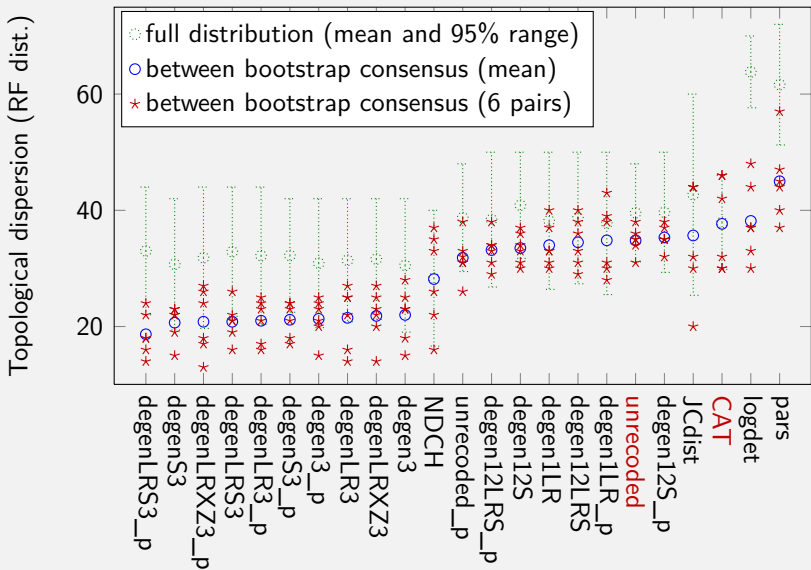 Topological dispersion (RF dist.)
60
40
20
full distribution (mean and 95% range)
between bootstrap consensus (mean)
between bootstrap consensus (6 pairs)
degenLRS3_p
degenS3
degenLRXZ3_p
degenLRS3
degenLR3_p
degenS3_p
degen3_p
degenLR3
degenLRXZ3
degen3
NDCH
unrecoded_p
degen12LRS_p
degen12S
degen1LR
degen12LRS
degen1LR_p
unrecoded
degen12S_p
JCdist
CAT
logdet
pars